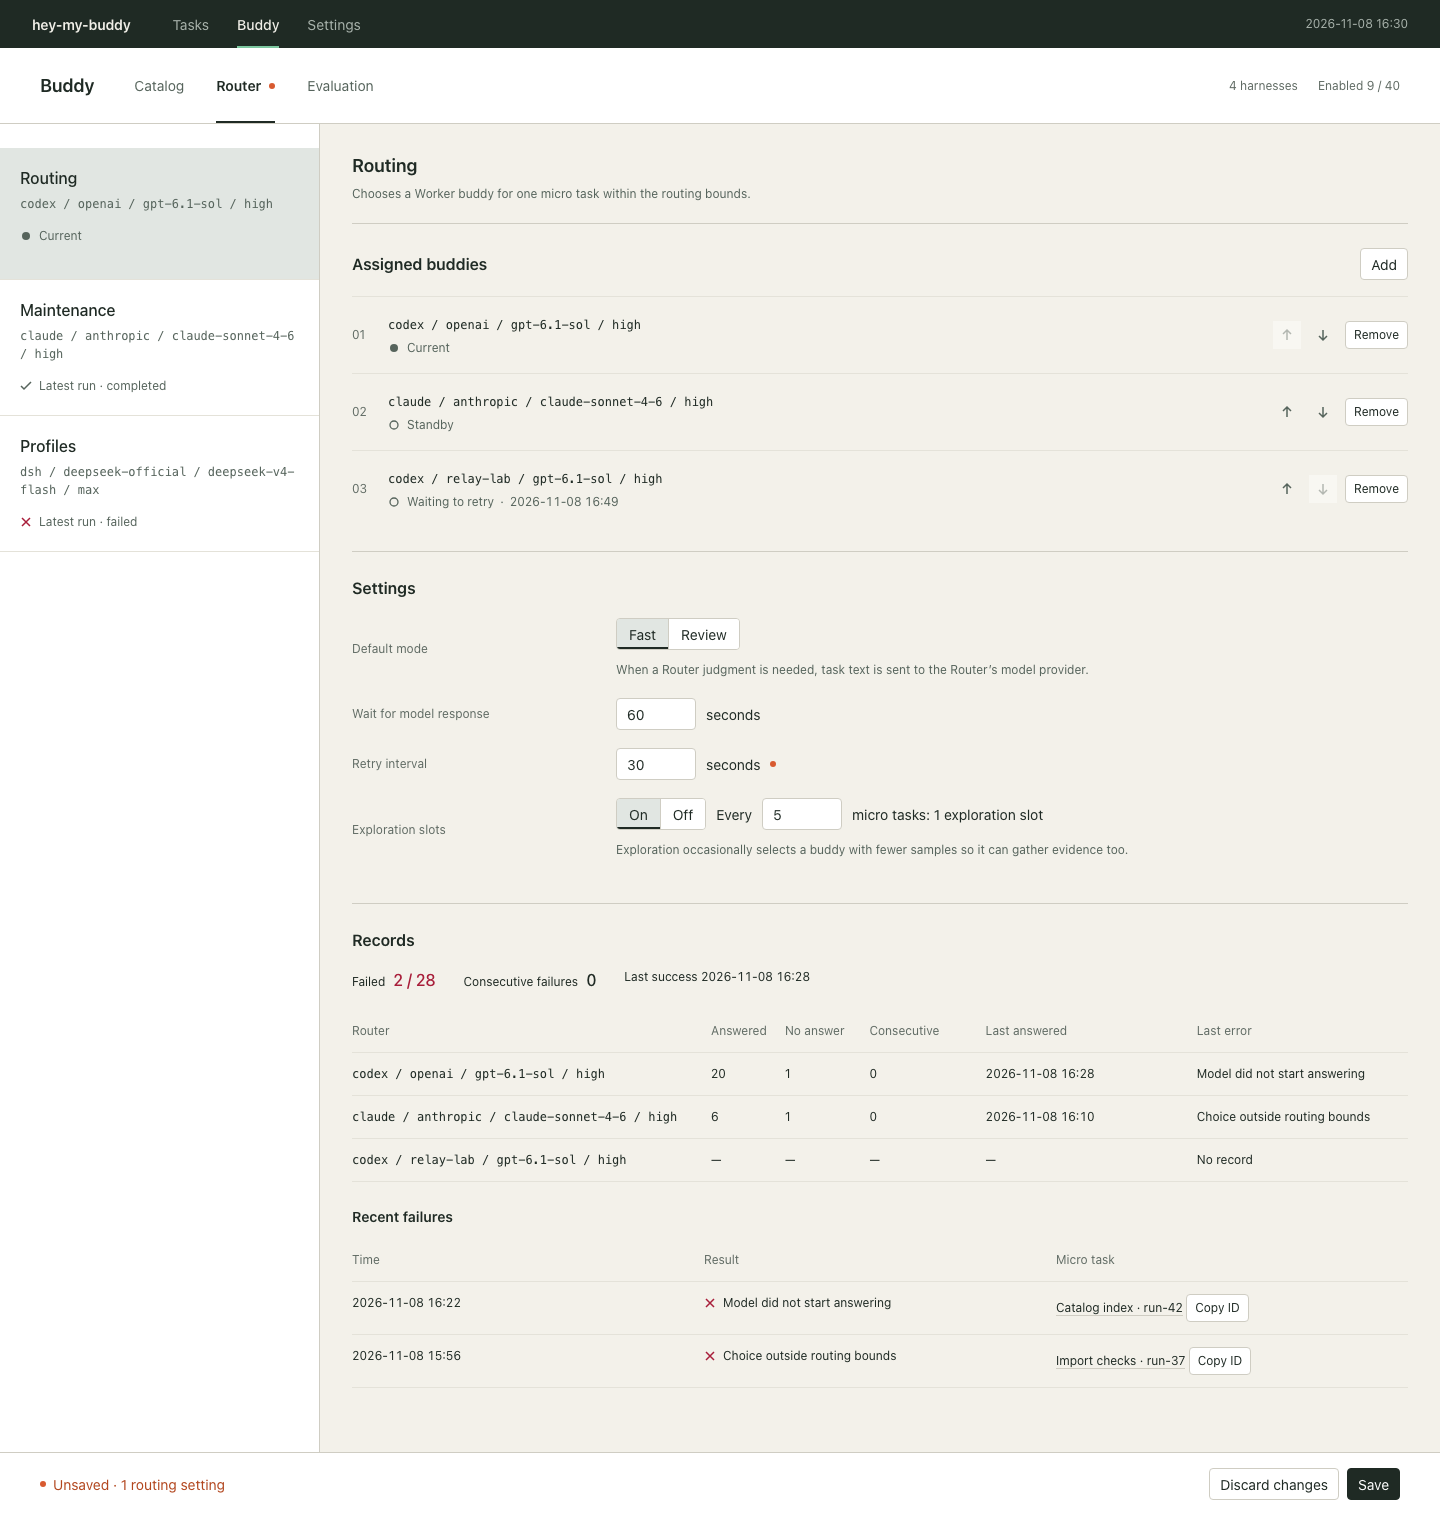 hey-my-buddy Tasks Buddy Settings 2026-11-08 16:30
Buddy Catalog Router Evaluation 4 harnesses Enabled 9 / 40
Routing
codex / openai / gpt-6.1-sol / high
Current
Maintenance
claude / anthropic / claude-sonnet-4-6
/ high
Latest run · completed
Profiles
dsh / deepseek-official / deepseek-v4-
flash / max
Latest run · failed
Routing
Chooses a Worker buddy for one micro task within the routing bounds.
Assigned buddies Add
01 codex / openai / gpt-6.1-sol / high
Current
↑ ↓ Remove
02 claude / anthropic / claude-sonnet-4-6 / high
Standby
↑ ↓ Remove
03 codex / relay-lab / gpt-6.1-sol / high
Waiting to retry · 2026-11-08 16:49
↑ ↓ Remove
Settings
Default mode Fast Review
When a Router judgment is needed, task text is sent to the Router's model provider.
Wait for model response 60 seconds
Retry interval 30 seconds
Exploration slots On Off Every 5 micro tasks: 1 exploration slot
Exploration occasionally selects a buddy with fewer samples so it can gather evidence too.
Records
Failed 2 / 28 Consecutive failures 0 Last success 2026-11-08 16:28
Router Answered No answer Consecutive Last answered Last error
codex / openai / gpt-6.1-sol / high 20 1 0 2026-11-08 16:28 Model did not start answering
claude / anthropic / claude-sonnet-4-6 / high 6 1 0 2026-11-08 16:10 Choice outside routing bounds
codex / relay-lab / gpt-6.1-sol / high — — — — No record
Recent failures
Time Result Micro task
2026-11-08 16:22 Model did not start answering Catalog index · run-42 Copy ID
2026-11-08 15:56 Choice outside routing bounds Import checks · run-37 Copy ID
Unsaved · 1 routing setting Discard changes Save